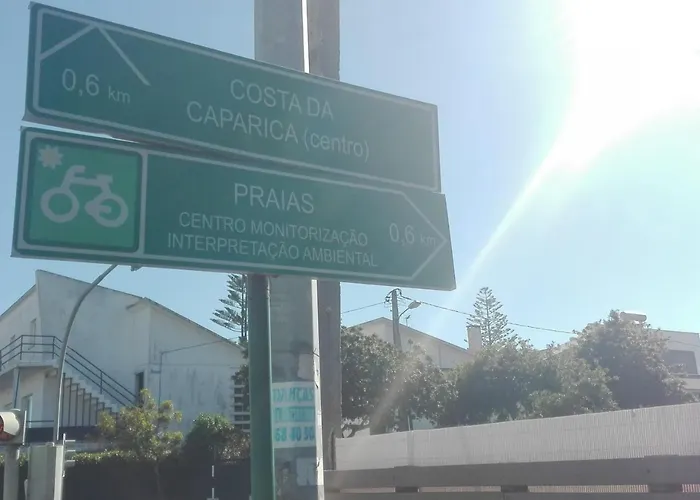 0,6 km
COSTA DA
CAPARICA (centro)
PRAIAS
CENTRO MONITORIZAÇÃO
INTERPRETAÇÃO AMBIENTAL
0,6 km